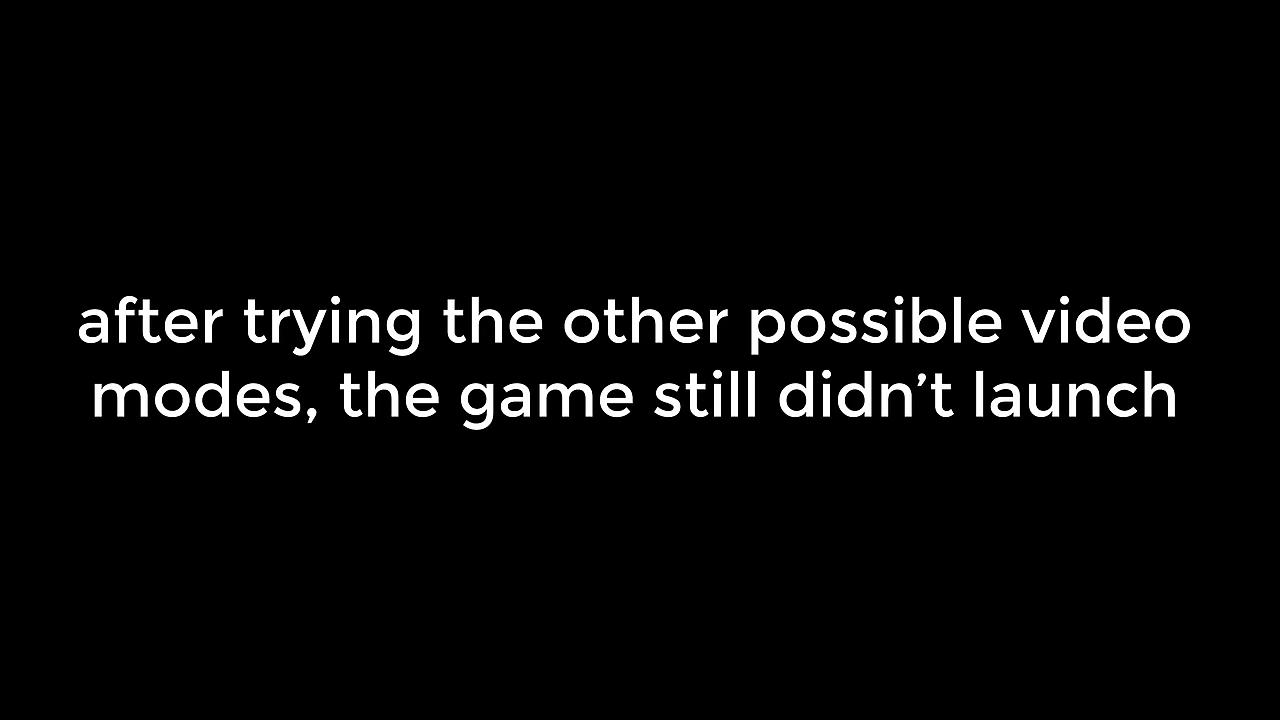 after trying the other possible video
modes, the game still didn’t launch